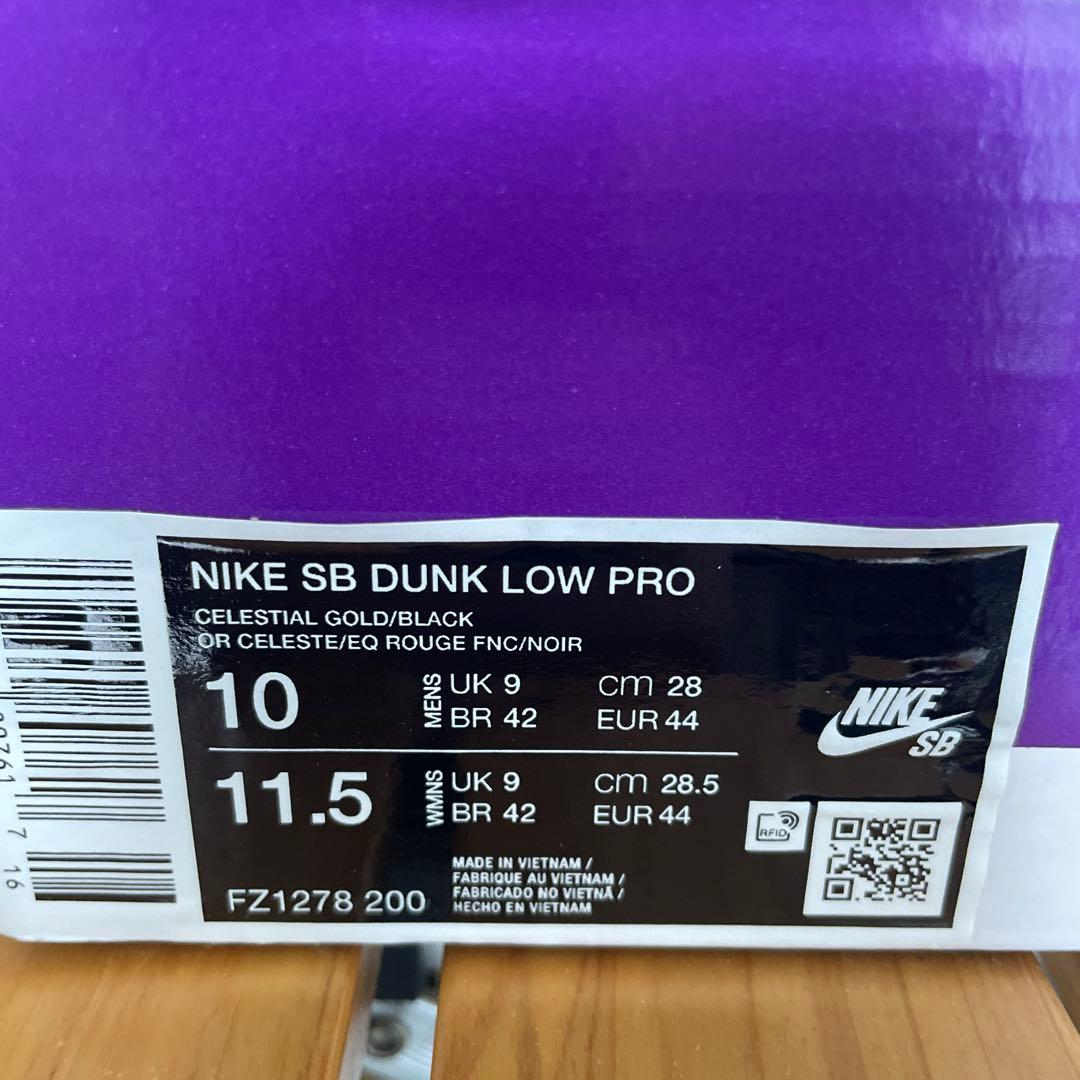 NIKE SB DUNK LOW PRO
CELESTIAL GOLD/BLACK
OR CELESTE/EQ ROUGE FNC/NOIR
10 MENS UK 9 cm 28
BR 42 EUR 44
11.5 WMNS UK 9 cm 28.5
BR 42 EUR 44
NIKE
SB
RFID
FZ1278 200
MADE IN VIETNAM /
FABRIQUE AU VIETNAM /
FABRICADO NO VIETNÃ /
HECHO EN VIETNAM
7 16